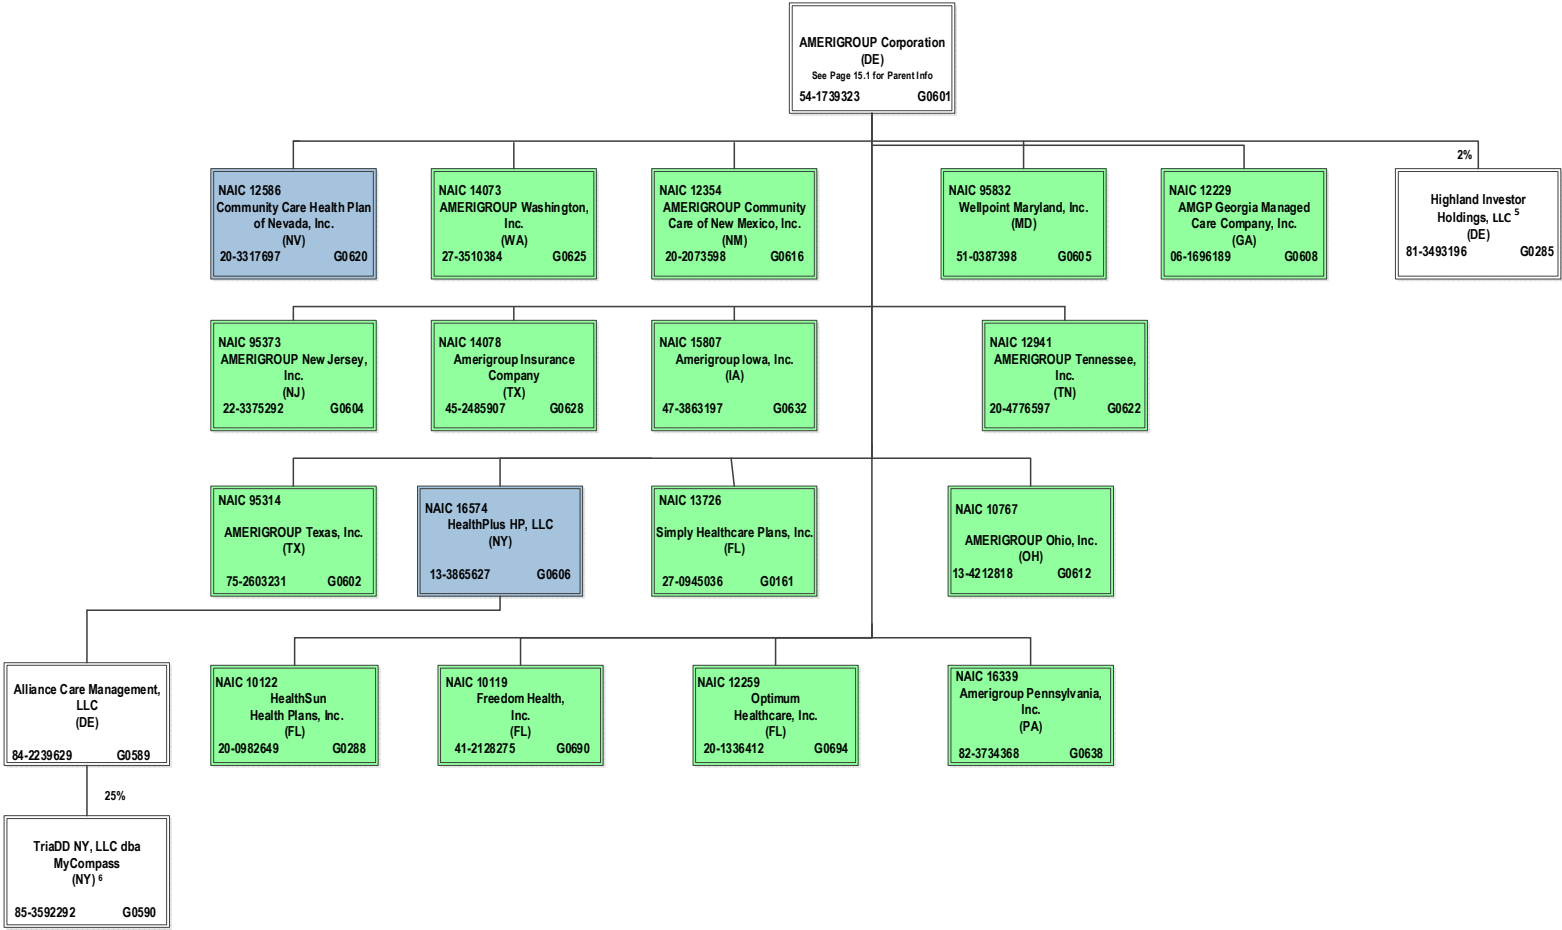 AMERIGROUP Corporation
(DE)
See Page 15.1 for Parent Info
54-1739323 G0601
2%
NAIC 12586
Community Care Health Plan
of Nevada, Inc.
(NV)
20-3317697 G0620
NAIC 14073
AMERIGROUP Washington,
Inc.
(WA)
27-3510384 G0625
NAIC 12354
AMERIGROUP Community
Care of New Mexico, Inc.
(NM)
20-2073598 G0616
NAIC 95832
Wellpoint Maryland, Inc.
(MD)
51-0387398 G0605
NAIC 12229
AMGP Georgia Managed
Care Company, Inc.
(GA)
06-1696189 G0608
Highland Investor
Holdings, LLC 5
(DE)
81-3493196 G0285
NAIC 95373
AMERIGROUP New Jersey,
Inc.
(NJ)
22-3375292 G0604
NAIC 14078
Amerigroup Insurance
Company
(TX)
45-2485907 G0628
NAIC 15807
Amerigroup Iowa, Inc.
(IA)
47-3863197 G0632
NAIC 12941
AMERIGROUP Tennessee,
Inc.
(TN)
20-4776597 G0622
NAIC 95314
AMERIGROUP Texas, Inc.
(TX)
75-2603231 G0602
NAIC 16574
HealthPlus HP, LLC
(NY)
13-3865627 G0606
NAIC 13726
Simply Healthcare Plans, Inc.
(FL)
27-0945036 G0161
NAIC 10767
AMERIGROUP Ohio, Inc.
(OH)
13-4212818 G0612
Alliance Care Management,
LLC
(DE)
84-2239629 G0589
NAIC 10122
HealthSun
Health Plans, Inc.
(FL)
20-0982649 G0288
NAIC 10119
Freedom Health,
Inc.
(FL)
41-2128275 G0690
NAIC 12259
Optimum
Healthcare, Inc.
(FL)
20-1336412 G0694
NAIC 16339
Amerigroup Pennsylvania,
Inc.
(PA)
82-3734368 G0638
25%
TriaDD NY, LLC dba
MyCompass
(NY) 6
85-3592292 G0590